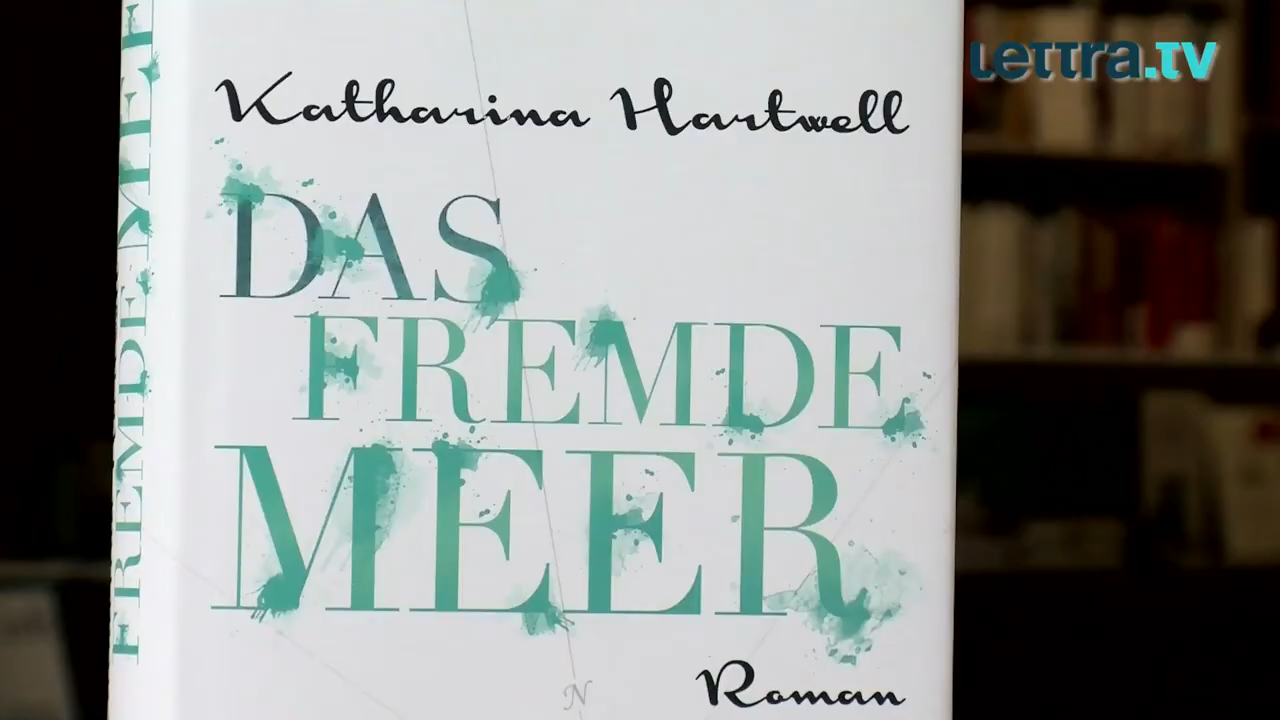 lettra.tv
Katharina Hartwell
DAS
FREMDE
MEER
Roman
N
FREMDE MEER